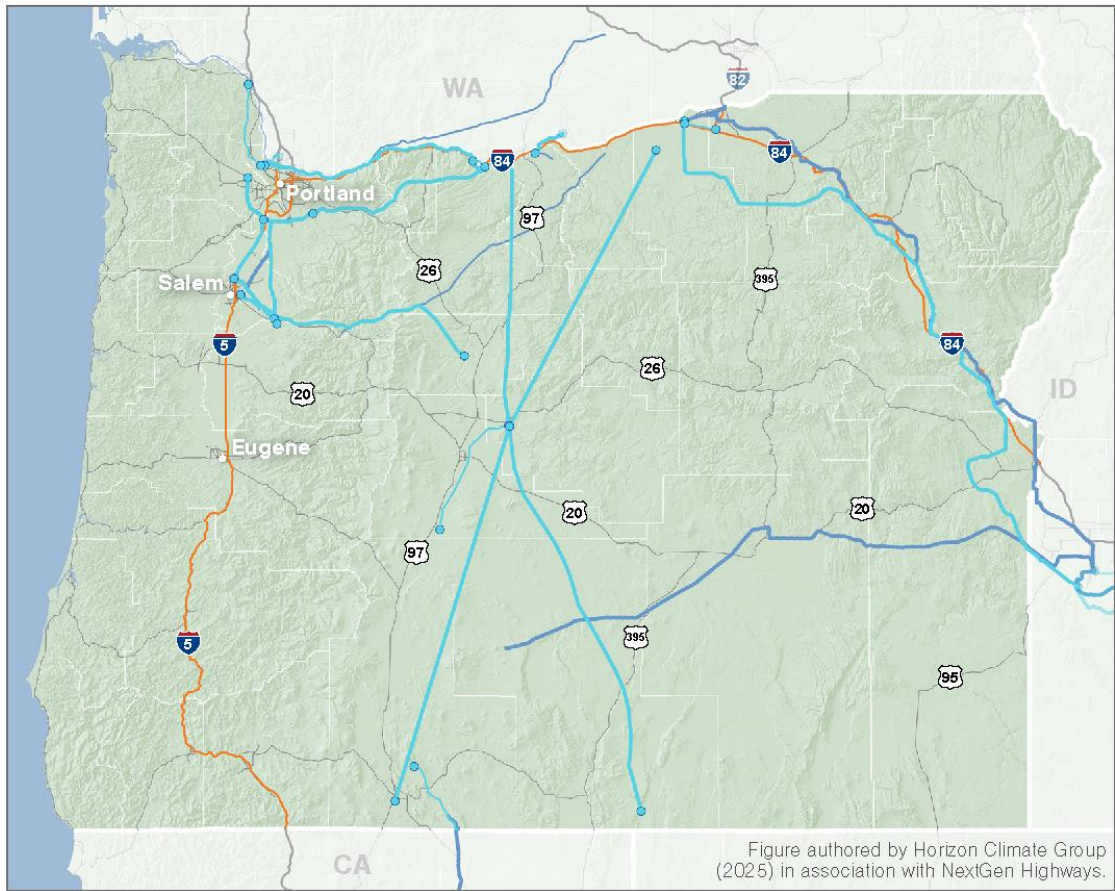 82
WA
84
84
Portland
97
26
395
Salem
5
84
26
20
ID
Eugene
20
20
97
395
5
95
CA
Figure authored by Horizon Climate Group
(2025) in association with NextGen Highways.